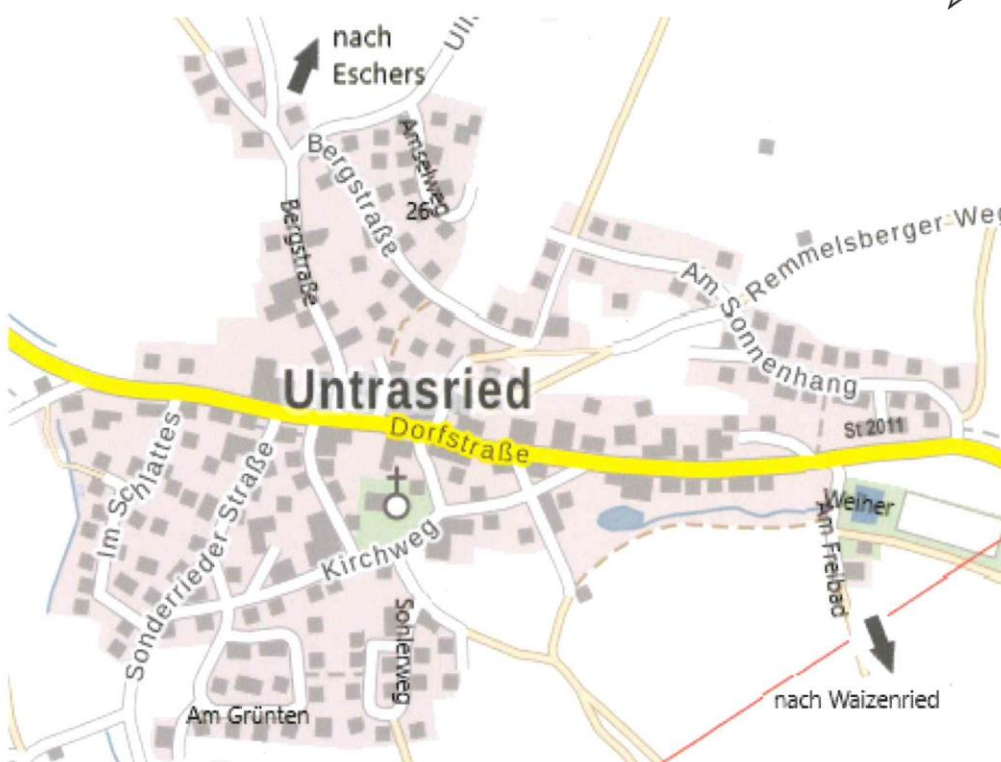 nach
Eschers
Amselweg
Bergstraße
26
Bergstraße
Remmelsberger Weg
Am Sonnenhang
Untrasried
Dorfstraße
St 2011
Im Schlattes
Sonderrieder Straße
Weiher
Am Freibad
Kirchweg
Sohlerweg
Am Grünten
nach Waizenried